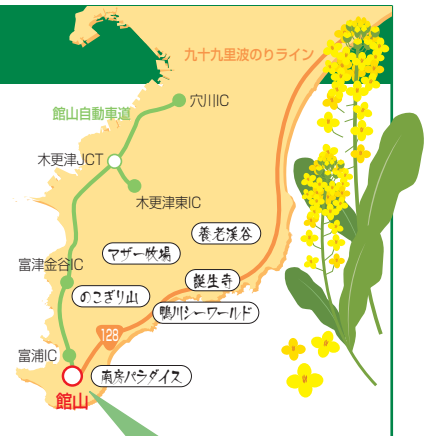 九十九里波のりライン
穴川IC
館山自動車道
木更津JCT
木更津東IC
養老渓谷
マザー牧場
富津金谷IC
誕生寺
のこぎり山
鴨川シーワールド
128
富浦IC
南房パラダイス
館山